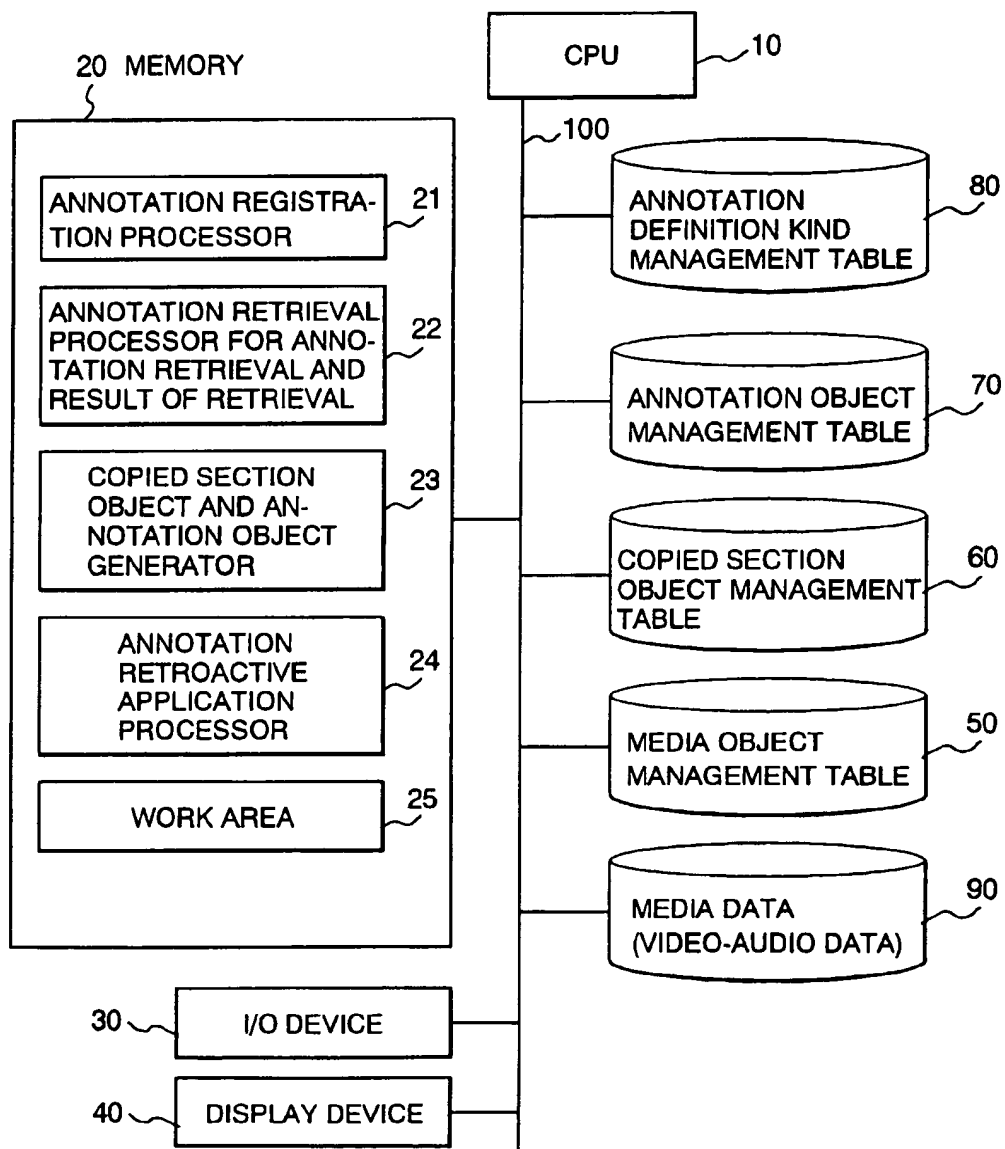 CPU
10
20 MEMORY
100
ANNOTATION REGISTRA-
TION PROCESSOR
21
ANNOTATION RETRIEVAL
PROCESSOR FOR ANNO-
TATION RETRIEVAL AND
RESULT OF RETRIEVAL
22
COPIED SECTION
OBJECT AND AN-
NOTATION OBJECT
GENERATOR
23
ANNOTATION
RETROACTIVE
APPLICATION
PROCESSOR
24
WORK AREA
25
ANNOTATION
DEFINITION KIND
MANAGEMENT TABLE
80
ANNOTATION OBJECT
MANAGEMENT TABLE
70
COPIED SECTION
OBJECT MANAGEMENT
TABLE
60
MEDIA OBJECT
MANAGEMENT TABLE
50
MEDIA DATA
(VIDEO-AUDIO DATA)
90
30
I/O DEVICE
40
DISPLAY DEVICE